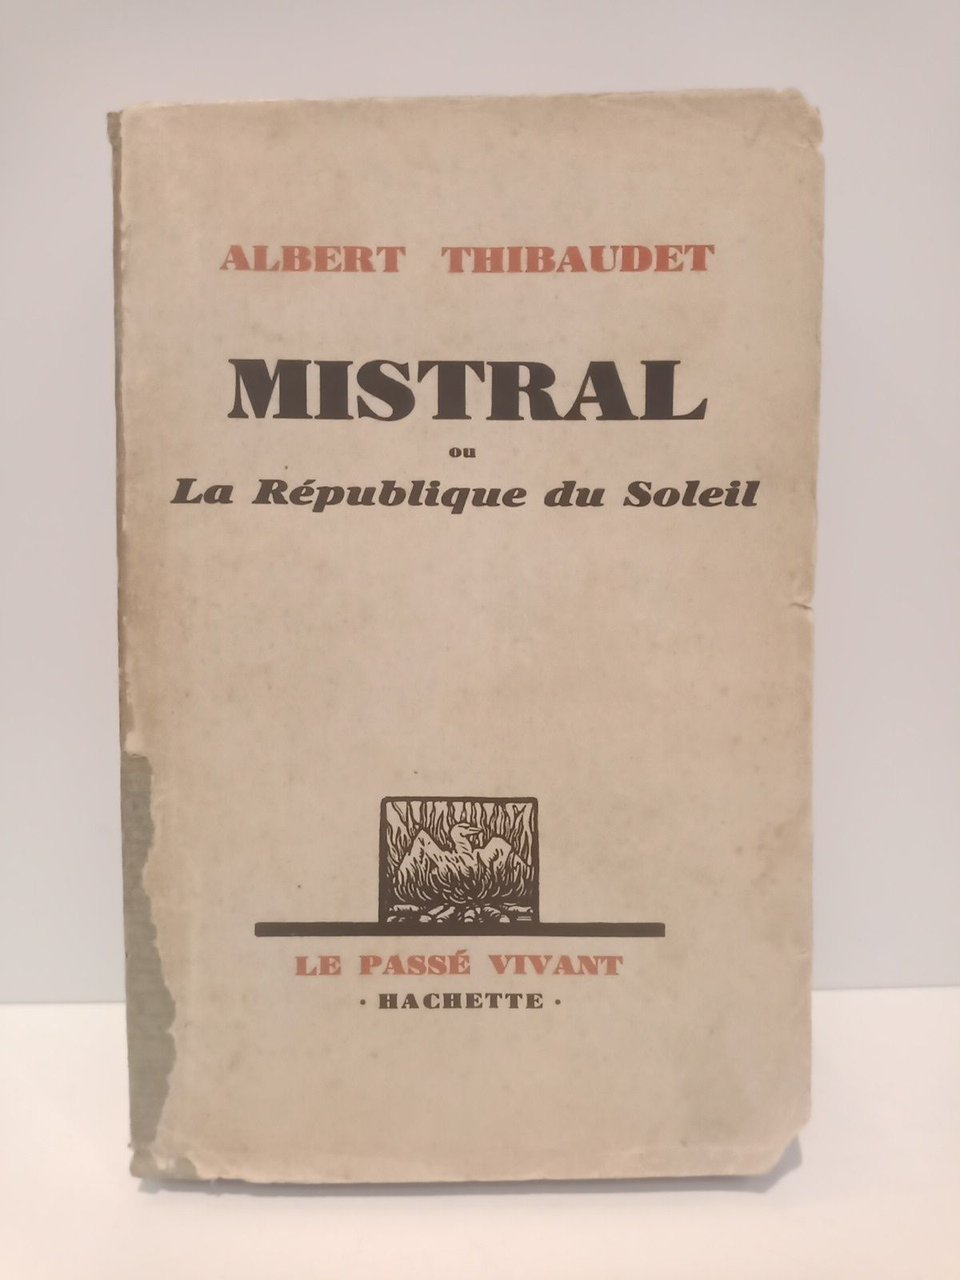 ALBERT THIBAUDET
MISTRAL
ou
La République du Soleil
LE PASSÉ VIVANT
· HACHETTE ·